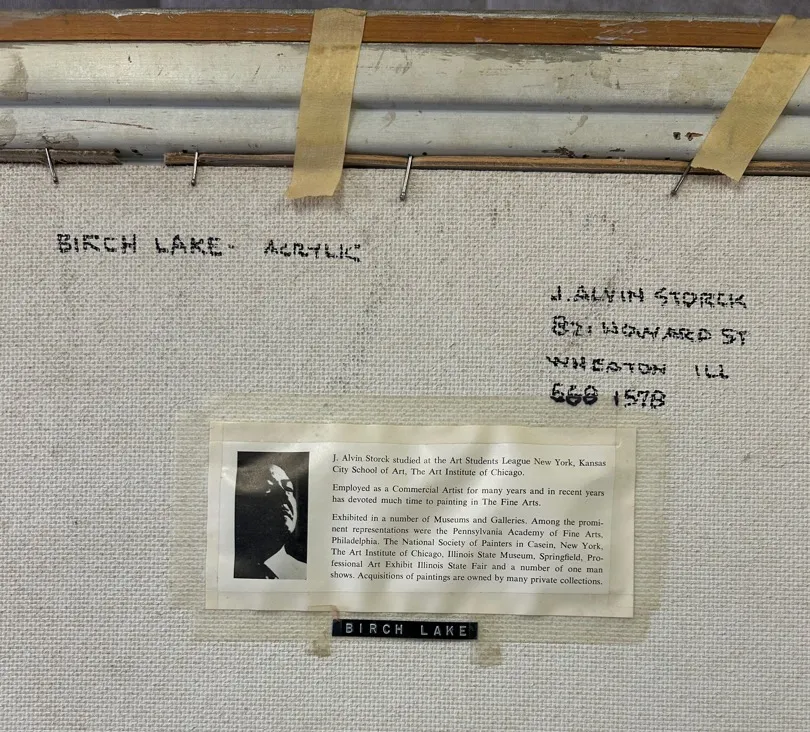 BIRCH LAKE- ACRYLIC
J. ALVIN STORCK
821 HOWARD ST
WHEATON ILL
668 1578
J. Alvin Storck studied at the Art Students League New York, Kansas
City School of Art, The Art Institute of Chicago.
Employed as a Commercial Artist for many years and in recent years
has devoted much time to painting in The Fine Arts.
Exhibited in a number of Museums and Galleries. Among the promi-
nent representations were the Pennsylvania Academy of Fine Arts,
Philadelphia. The National Society of Painters in Casein, New York,
The Art Institute of Chicago, Illinois State Museum, Springfield, Pro-
fessional Art Exhibit Illinois State Fair and a number of one man
shows. Acquisitions of paintings are owned by many private collections.
BIRCH LAKE